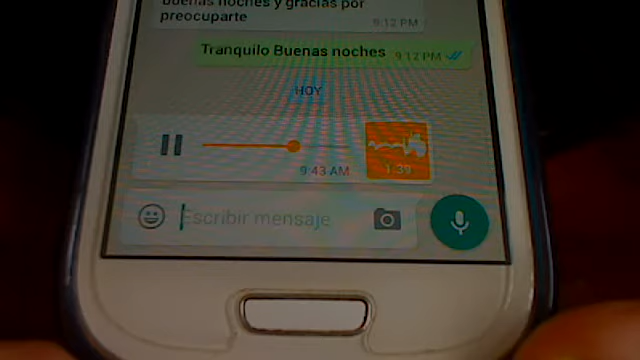 buenas noches y gracias por
preocuparte
9:12 PM
Tranquilo Buenas noches 9:12 PM
HOY
9:43 AM
1:39
Escribir mensaje